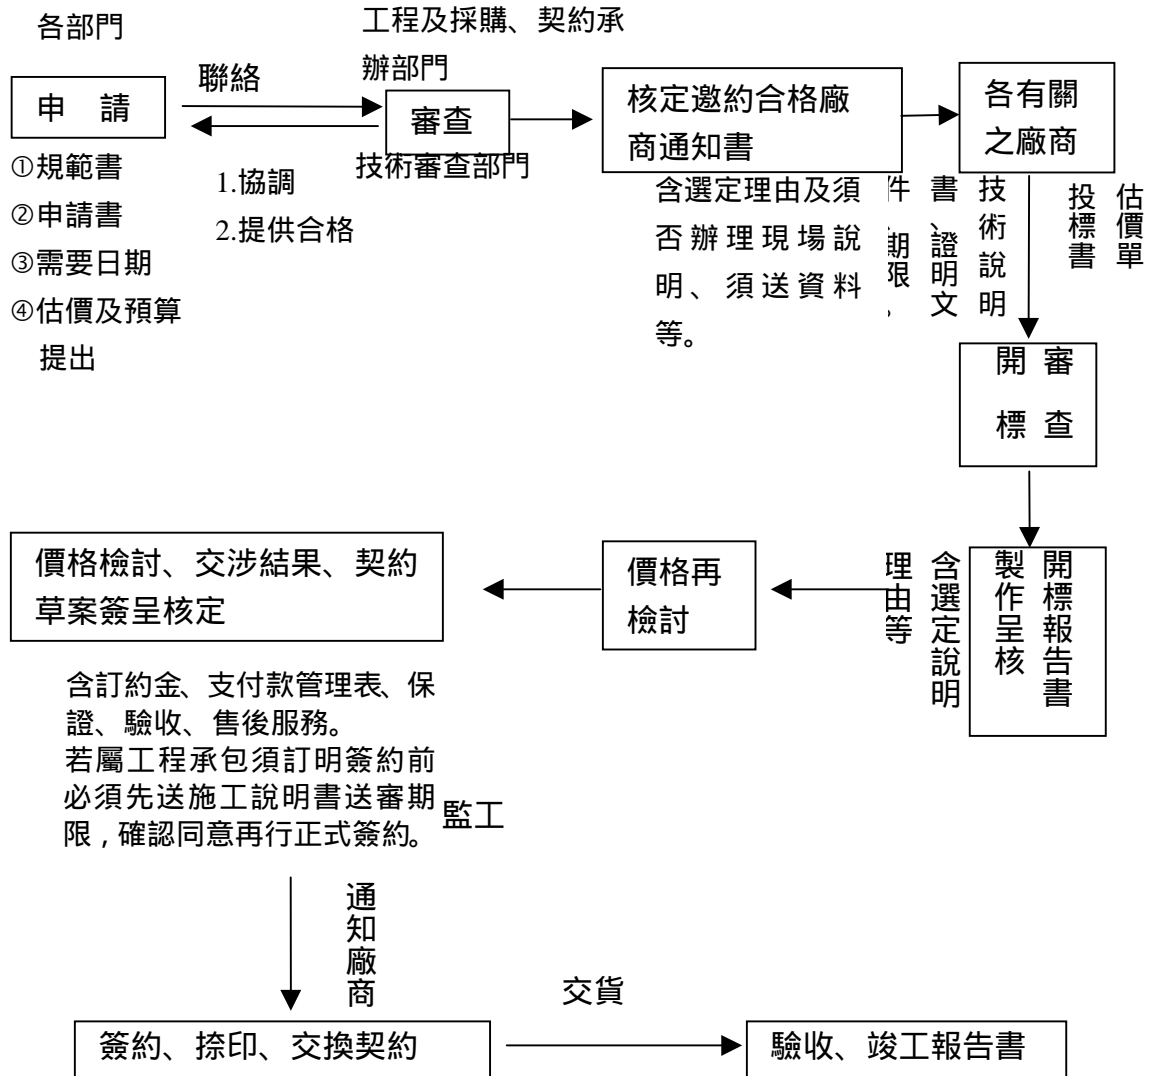 各部門
工程及採購、契約承
辦部門
聯絡
申 請
審查
技術審查部門
核定邀約合格廠
商通知書
各有關
之廠商
①規範書
②申請書
③需要日期
④估價及預算
提出
1.協調
2.提供合格
含選定理由及須
否辦理現場說
明、須送資料
等。
技術說明
書、證明文
件、期限。
估價單
投標書
審查
開標
開標報告書
製作呈核
含選定說明
理由等
價格再
檢討
價格檢討、交涉結果、契約
草案簽呈核定
含訂約金、支付款管理表、保
證、驗收、售後服務。
若屬工程承包須訂明簽約前
必須先送施工說明書送審期
限，確認同意再行正式簽約。
監工
通知廠商
交貨
簽約、捺印、交換契約
驗收、竣工報告書